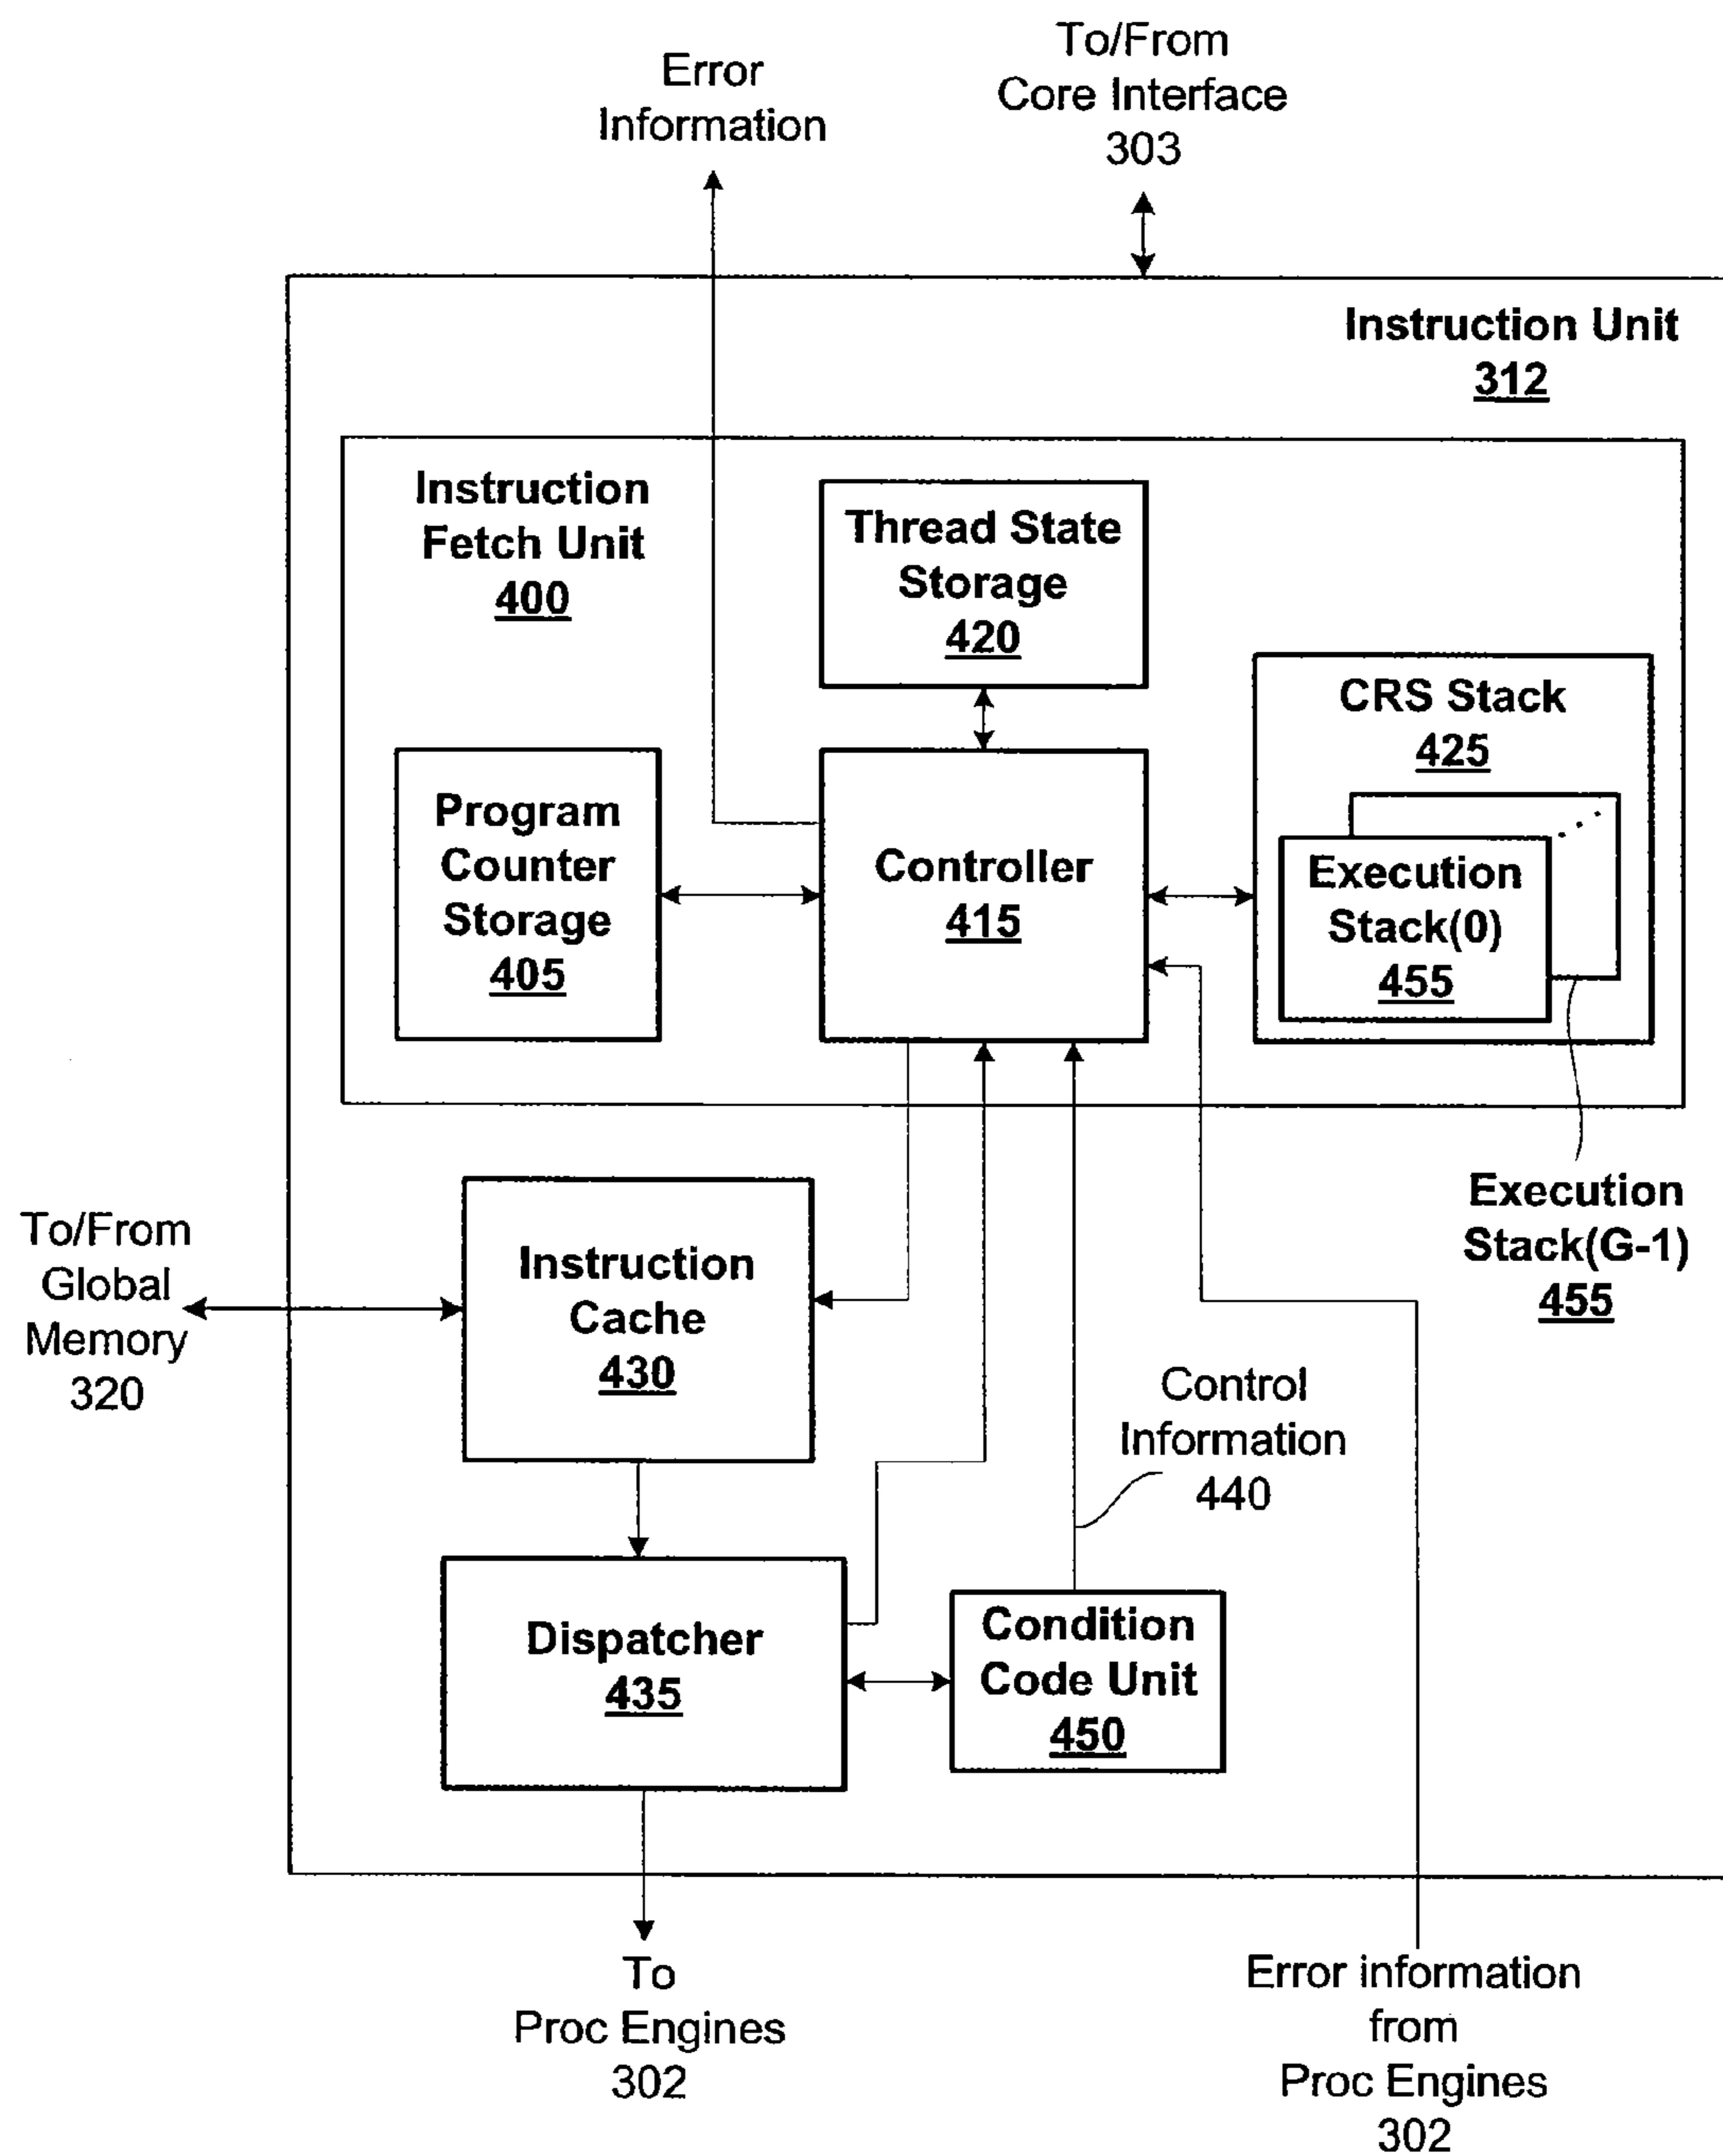 Error
Information
To/From
Core Interface
303
Instruction Unit
312
Instruction
Fetch Unit
400
Thread State
Storage
420
CRS Stack
425
Program
Counter
Storage
405
Controller
415
Execution
Stack(0)
455
Execution
Stack(G-1)
455
To/From
Global
Memory
320
Instruction
Cache
430
Control
Information
440
Dispatcher
435
Condition
Code Unit
450
To
Proc Engines
302
Error information
from
Proc Engines
302